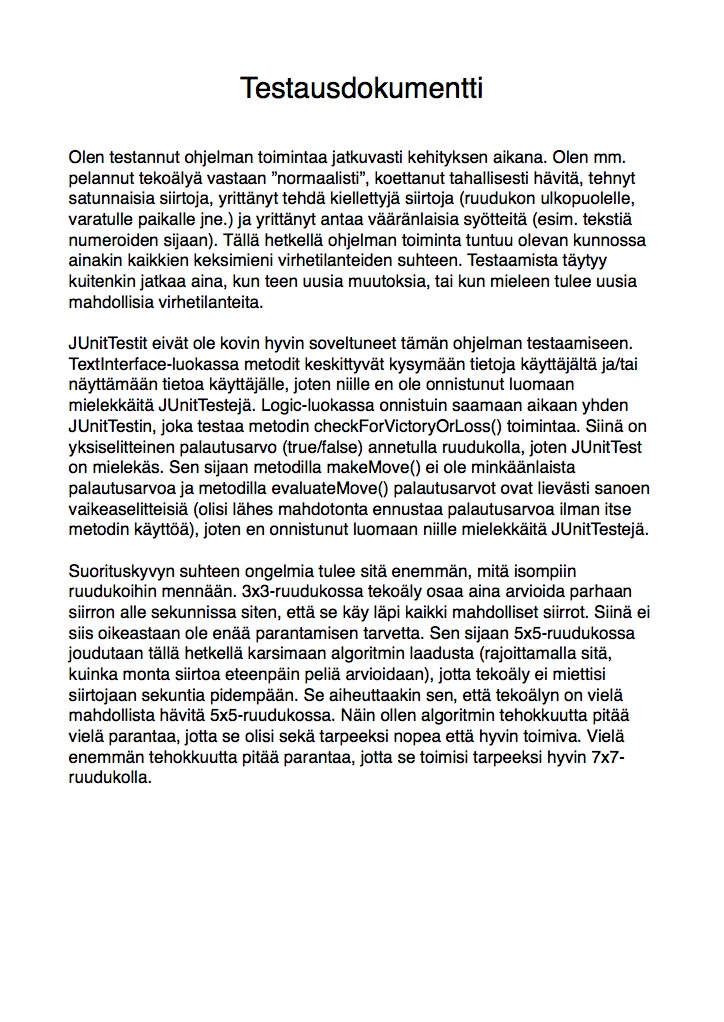 Testausdokumentti
Olen testannut ohjelman toimintaa jatkuvasti kehityksen aikana. Olen mm.
pelannut tekoälyä vastaan ”normaalisti”, koettanut tahallisesti hävitä, tehnyt
satunnaisia siirtoja, yrittänyt tehdä kiellettyjä siirtoja (ruudukon ulkopuolelle,
varatulle paikalle jne.) ja yrittänyt antaa vääränlaisia syötteitä (esim. tekstiä
numeroiden sijaan). Tällä hetkellä ohjelman toiminta tuntuu olevan kunnossa
ainakin kaikkien keksimieni virhetilanteiden suhteen. Testaamista täytyy
kuitenkin jatkaa aina, kun teen uusia muutoksia, tai kun mieleen tulee uusia
mahdollisia virhetilanteita.
JUnitTestit eivät ole kovin hyvin soveltuneet tämän ohjelman testaamiseen.
TextInterface-luokassa metodit keskittyvät kysymään tietoja käyttäjältä ja/tai
näyttämään tietoa käyttäjälle, joten niille en ole onnistunut luomaan
mielekkäitä JUnitTestejä. Logic-luokassa onnistuin saamaan aikaan yhden
JUnitTestin, joka testaa metodin checkForVictoryOrLoss() toimintaa. Siinä on
yksiselitteinen palautusarvo (true/false) annetulla ruudukolla, joten JUnitTest
on mielekäs. Sen sijaan metodilla makeMove() ei ole minkäänlaista
palautusarvoa ja metodilla evaluateMove() palautusarvot ovat lievästi sanoen
vaikeaselitteisiä (olisi lähes mahdotonta ennustaa palautusarvoa ilman itse
metodin käyttöä), joten en onnistunut luomaan niille mielekkäitä JUnitTestejä.
Suorituskyvyn suhteen ongelmia tulee sitä enemmän, mitä isompiin
ruudukoihin mennään. 3x3-ruudukossa tekoäly osaa aina arvioida parhaan
siirron alle sekunnissa siten, että se käy läpi kaikki mahdolliset siirrot. Siinä ei
siis oikeastaan ole enää parantamisen tarvetta. Sen sijaan 5x5-ruudukossa
joudutaan tällä hetkellä karsimaan algoritmin laadusta (rajoittamalla sitä,
kuinka monta siirtoa eteenpäin peliä arvioidaan), jotta tekoäly ei miettisi
siirtojaan sekuntia pidempään. Se aiheuttaakin sen, että tekoälyn on vielä
mahdollista hävitä 5x5-ruudukossa. Näin ollen algoritmin tehokkuutta pitää
vielä parantaa, jotta se olisi sekä tarpeeksi nopea että hyvin toimiva. Vielä
enemmän tehokkuutta pitää parantaa, jotta se toimisi tarpeeksi hyvin 7x7-
ruudukolla.